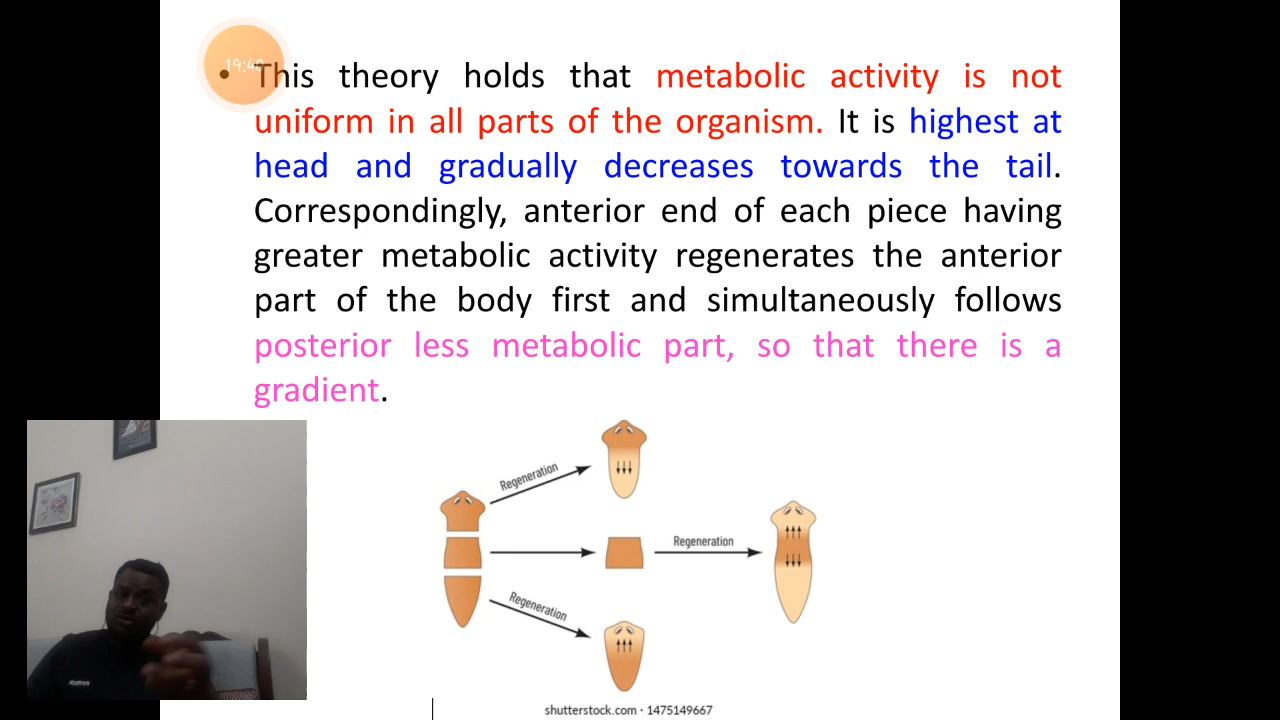 19:40
• This theory holds that metabolic activity is not
uniform in all parts of the organism. It is highest at
head and gradually decreases towards the tail.
Correspondingly, anterior end of each piece having
greater metabolic activity regenerates the anterior
part of the body first and simultaneously follows
posterior less metabolic part, so that there is a
gradient.
Regeneration
Regeneration
Regeneration
shutterstock.com · 1475149667